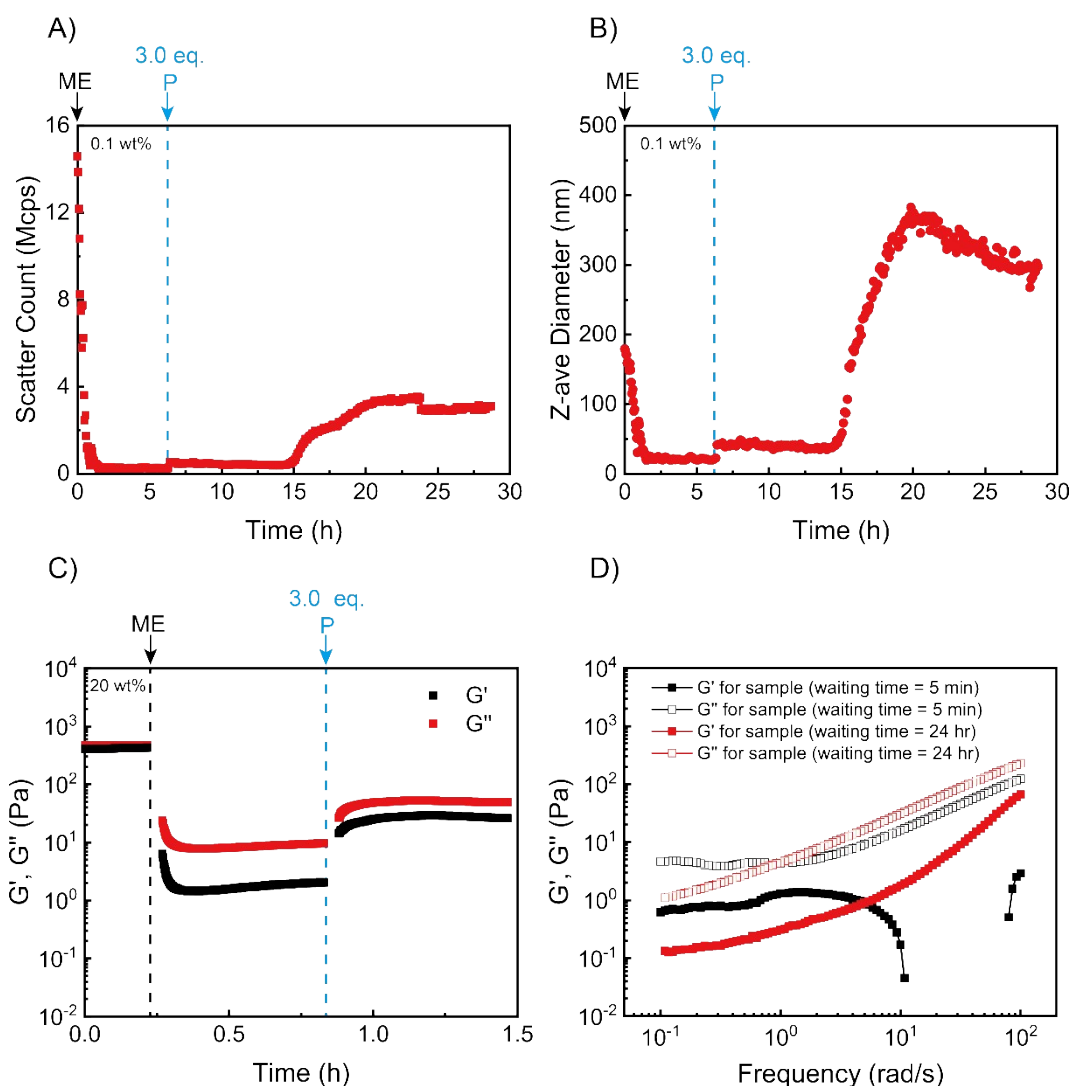 A)
3.0 eq.
ME
P
16
12
8
4
0
0.1 wt%
Scatter Count (Mcps)
0 5 10 15 20 25 30
Time (h)
B)
3.0 eq.
ME
P
500
400
300
200
100
0
0.1 wt%
Z-ave Diameter (nm)
0 5 10 15 20 25 30
Time (h)
C)
3.0 eq.
ME
P
10⁴
10³
10²
10¹
10⁰
10⁻¹
10⁻²
20 wt%
G'
G"
G', G" (Pa)
0.0 0.5 1.0 1.5
Time (h)
D)
10⁴
10³
10²
10¹
10⁰
10⁻¹
10⁻²
G' for sample (waiting time = 5 min)
G" for sample (waiting time = 5 min)
G' for sample (waiting time = 24 hr)
G" for sample (waiting time = 24 hr)
G', G" (Pa)
10⁻¹ 10⁰ 10¹ 10²
Frequency (rad/s)